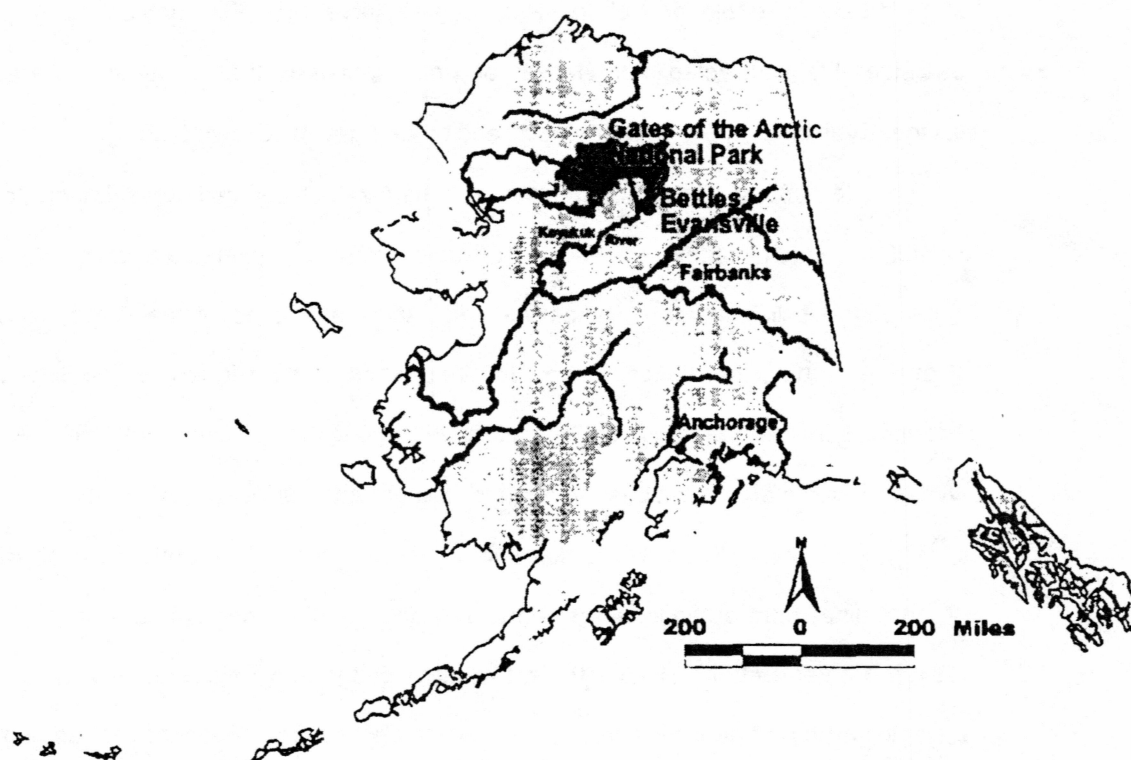 Gates of the Arctic
National Park
Bettles /
Evansville
Koyukuk River
Fairbanks
Anchorage
N
200 0 200 Miles